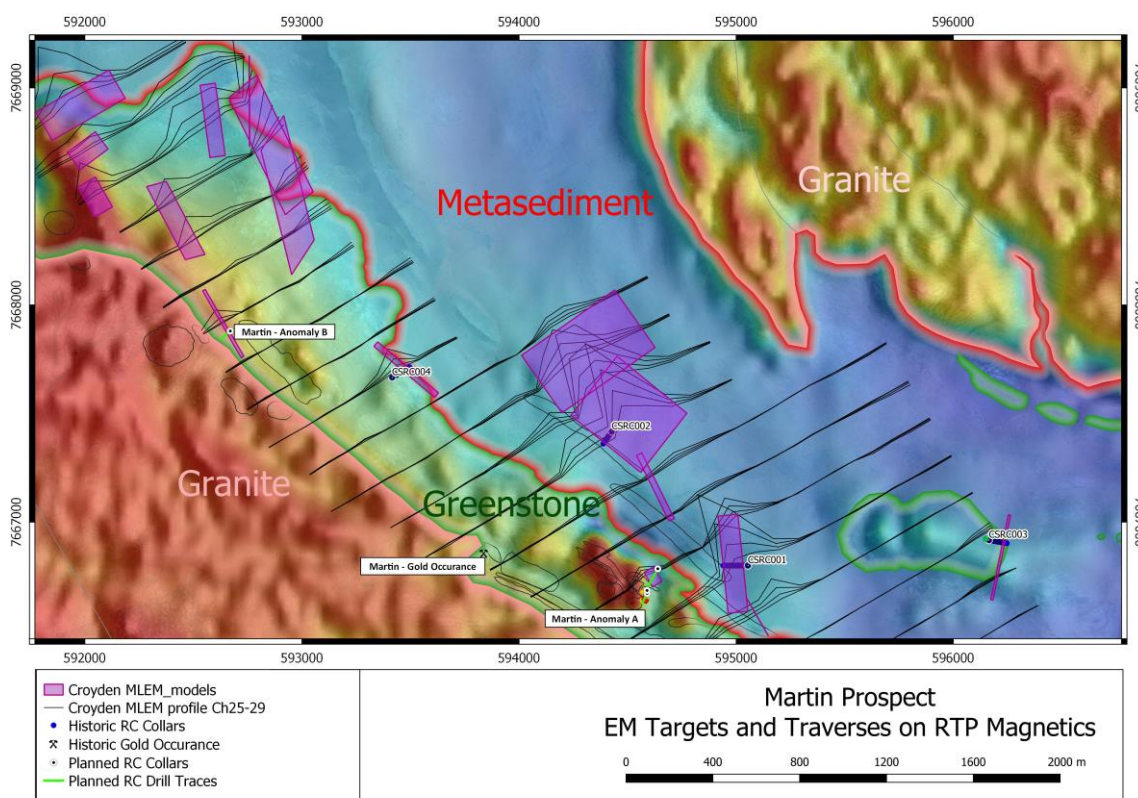 592000 593000 594000 595000 596000
7669000
7668000
7667000
7669000
7668000
7667000
Metasediment
Granite
Martin - Anomaly B
CSRC004
CSRC002
Granite
Greenstone
CSRC003
Martin - Gold Occurance
CSRC001
Martin - Anomaly A
592000 593000 594000 595000 596000
Croyden MLEM_models
Croyden MLEM profile Ch25-29
Historic RC Collars
Historic Gold Occurance
Planned RC Collars
Planned RC Drill Traces
Martin Prospect
EM Targets and Traverses on RTP Magnetics
0 400 800 1200 1600 2000 m